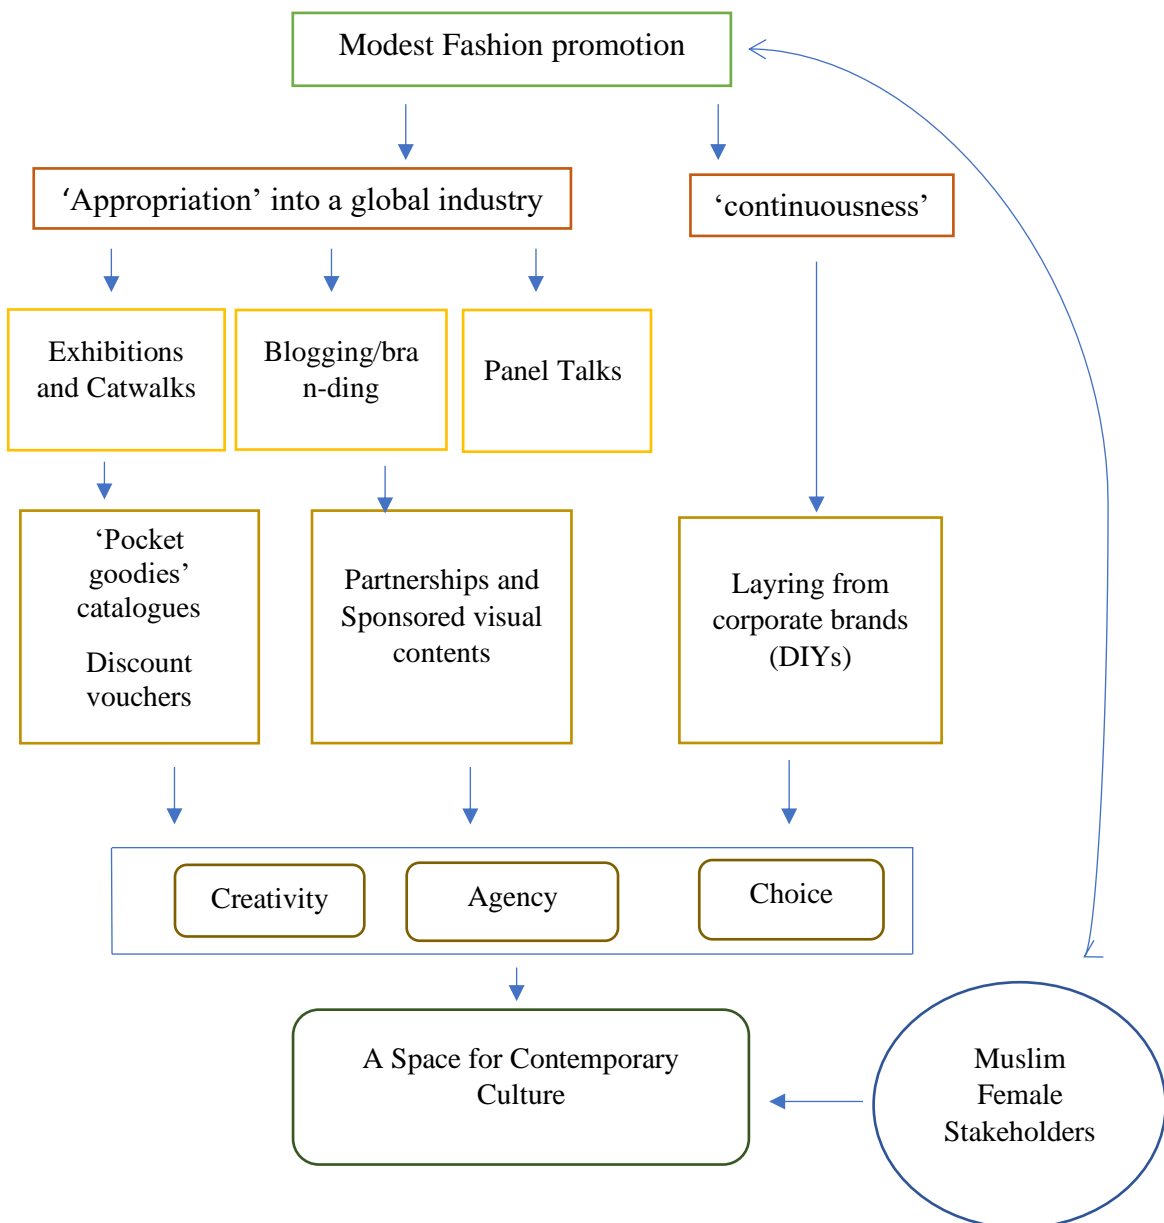 Modest Fashion promotion
‘Appropriation’ into a global industry
‘continuousness’
Exhibitions
and Catwalks
Blogging/bra
n-ding
Panel Talks
‘Pocket
goodies’
catalogues
Discount
vouchers
Partnerships and
Sponsored visual
contents
Layring from
corporate brands
(DIYs)
Creativity
Agency
Choice
A Space for Contemporary
Culture
Muslim
Female
Stakeholders